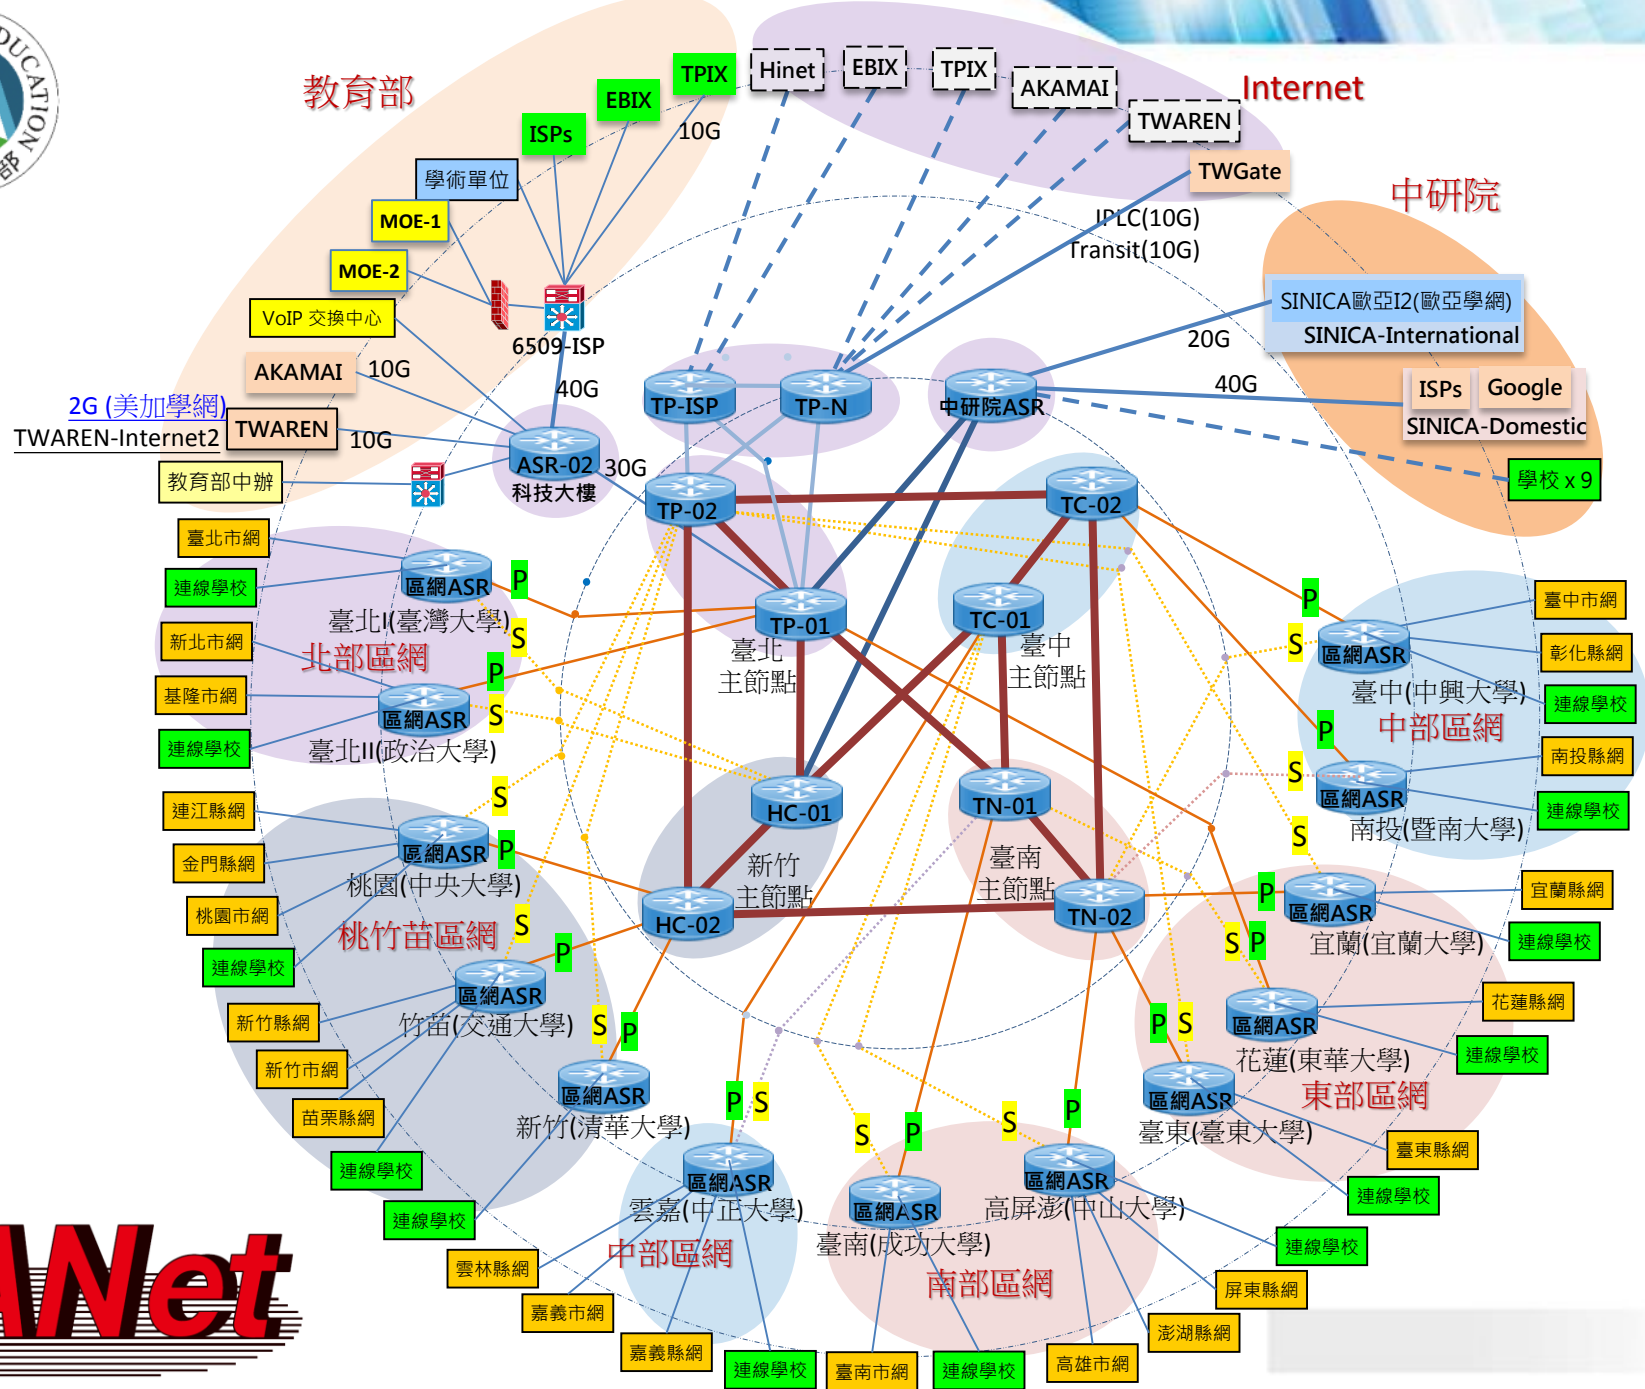 EDUCATION
部
教育部
TPIX
EBIX
ISPs
10G
學術單位
MOE-1
MOE-2
VoIP 交換中心
6509-ISP
AKAMAI
10G
40G
2G (美加學網)
TWAREN-Internet2
TWAREN
10G
教育部中辦
ASR-02
科技大樓
30G
Hinet
EBIX
TPIX
AKAMAI
TWAREN
Internet
TWGate
IPLC(10G)
Transit(10G)
中研院
SINICA歐亞I2(歐亞學網)
SINICA-International
20G
40G
ISPs
Google
SINICA-Domestic
學校 x 9
TP-ISP
TP-N
中研院ASR
TP-02
TC-02
TP-01
TC-01
臺北
主節點
臺中
主節點
HC-01
TN-01
新竹
主節點
臺南
主節點
HC-02
TN-02
臺北市網
連線學校
新北市網
基隆市網
連線學校
區網ASR
臺北I(臺灣大學)
北部區網
區網ASR
臺北II(政治大學)
P
S
P
S
連江縣網
金門縣網
桃園市網
連線學校
區網ASR
桃園(中央大學)
桃竹苗區網
S
P
新竹縣網
新竹市網
苗栗縣網
連線學校
區網ASR
竹苗(交通大學)
S
P
連線學校
區網ASR
新竹(清華大學)
S
P
P
S
區網ASR
雲嘉(中正大學)
中部區網
雲林縣網
嘉義市網
嘉義縣網
連線學校
S
P
區網ASR
臺南(成功大學)
南部區網
臺南市網
連線學校
S
P
區網ASR
高屏澎(中山大學)
高雄市網
澎湖縣網
屏東縣網
連線學校
P
S
區網ASR
臺東(臺東大學)
東部區網
臺東縣網
連線學校
S
P
區網ASR
花蓮(東華大學)
花蓮縣網
連線學校
S
P
區網ASR
宜蘭(宜蘭大學)
宜蘭縣網
連線學校
P
S
區網ASR
臺中(中興大學)
中部區網
臺中市網
彰化縣網
連線學校
P
S
區網ASR
南投(暨南大學)
南投縣網
連線學校
ANet